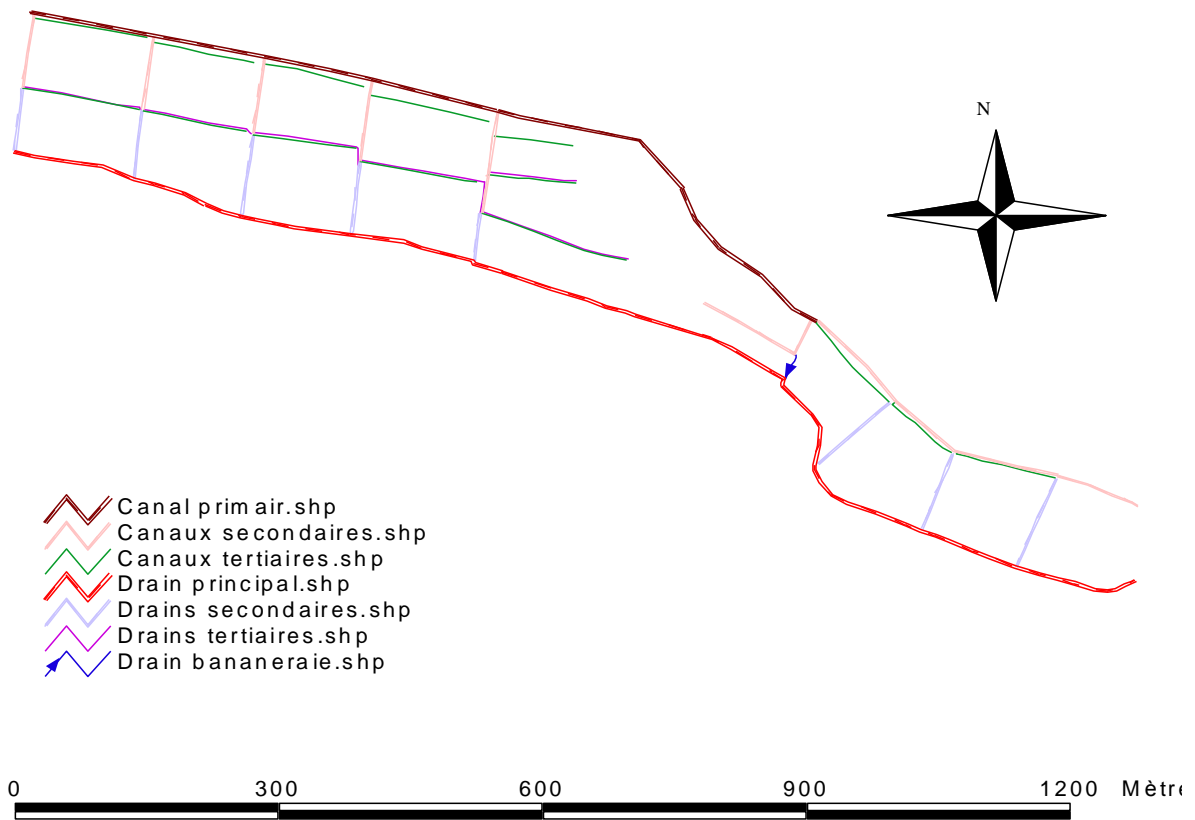 N
Canal primair.shp
Canaux secondaires.shp
Canaux tertiaires.shp
Drain principal.shp
Drains secondaires.shp
Drains tertiaires.shp
Drain bananeraie.shp
0 300 600 900 1200 Mètre